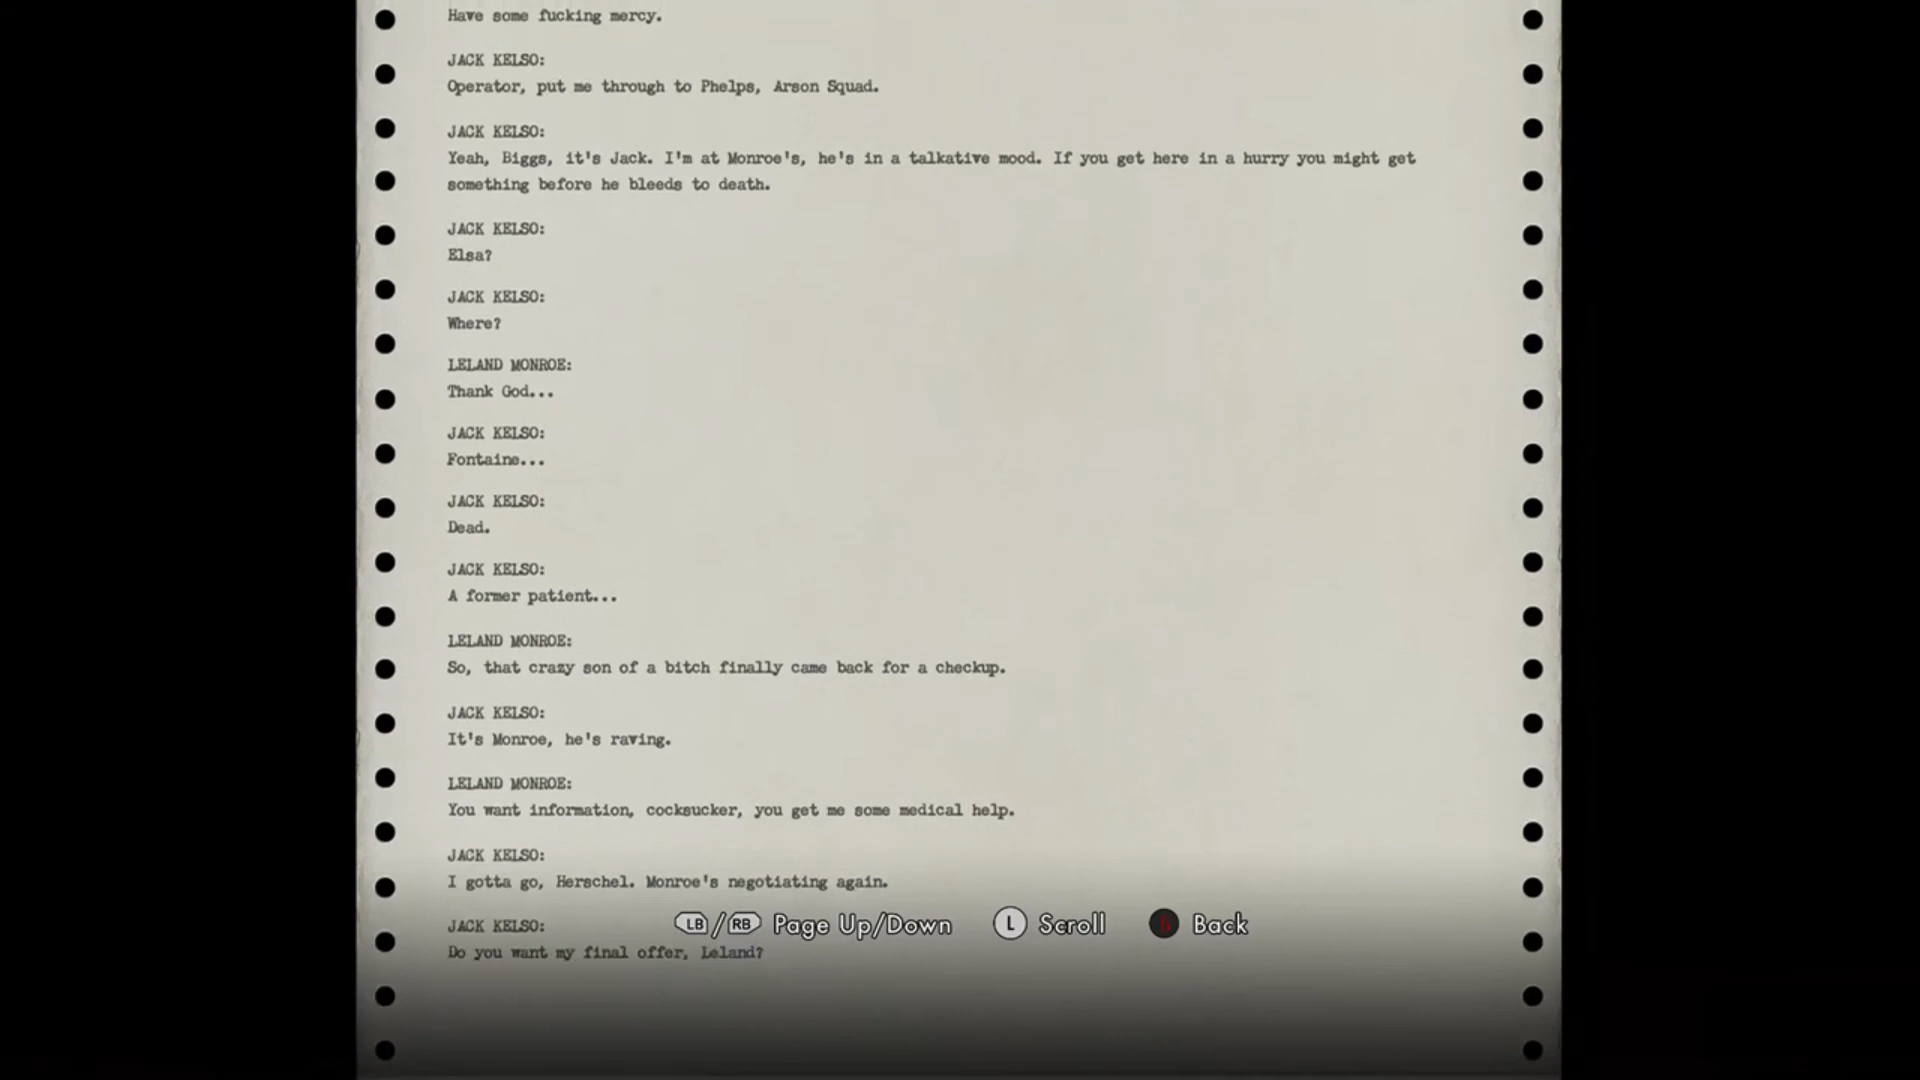 Have some fucking mercy.
JACK KELSO:
Operator, put me through to Phelps, Arson Squad.
JACK KELSO:
Yeah, Biggs, it's Jack. I'm at Monroe's, he's in a talkative mood. If you get here in a hurry you might get
something before he bleeds to death.
JACK KELSO:
Elsa?
JACK KELSO:
Where?
LELAND MONROE:
Thank God...
JACK KELSO:
Fontaine...
JACK KELSO:
Dead.
JACK KELSO:
A former patient...
LELAND MONROE:
So, that crazy son of a bitch finally came back for a checkup.
JACK KELSO:
It's Monroe, he's raving.
LELAND MONROE:
You want information, cocksucker, you get me some medical help.
JACK KELSO:
I gotta go, Herschel. Monroe's negotiating again.
JACK KELSO:
Do you want my final offer, Leland?
LB / RB Page Up/Down L Scroll B Back